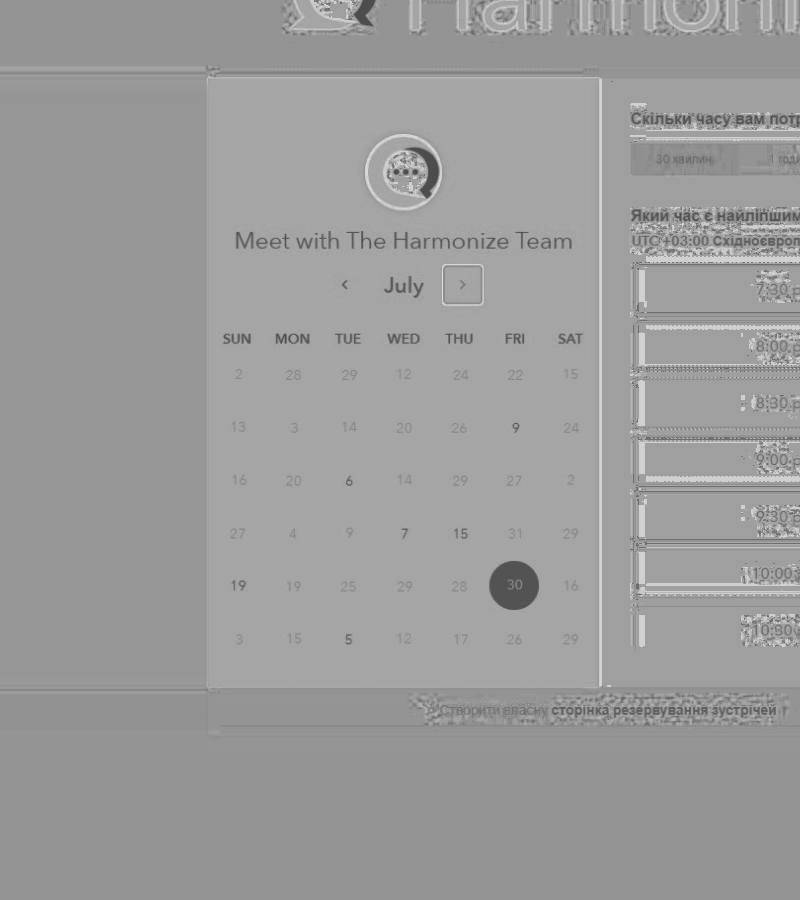 Harmoni
Meet with The Harmonize Team
July
SUN MON TUE WED THU FRI SAT
2 28 29 12 24 22 15
13 3 14 20 26 9 24
16 20 6 14 29 27 2
27 4 9 7 15 31 29
19 19 25 29 28 30 16
3 15 5 12 17 26 29
Скільки часу вам потр
30 хвилин 1 годи
Який час є найліпшим
UTC +03:00 Східноєвроп
7:30 p
8:00 p
8:30 p
9:00 p
9:30 p
10:00
10:30
Створити власну сторінка резервування зустрічей